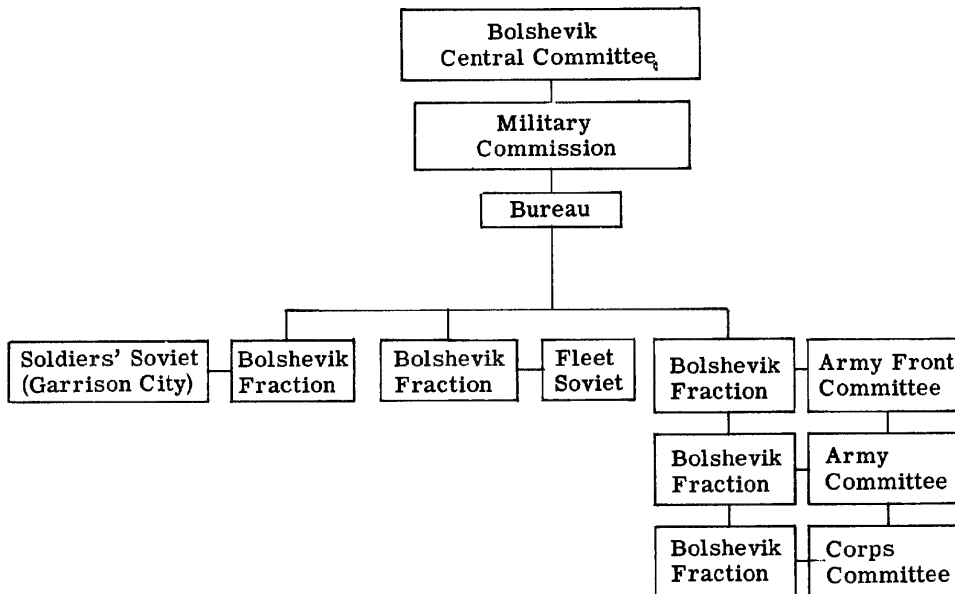 Bolshevik
Central Committee
Military
Commission
Bureau
Soldiers' Soviet
(Garrison City)
Bolshevik
Fraction
Bolshevik
Fraction
Fleet
Soviet
Bolshevik
Fraction
Army Front
Committee
Bolshevik
Fraction
Army
Committee
Bolshevik
Fraction
Corps
Committee